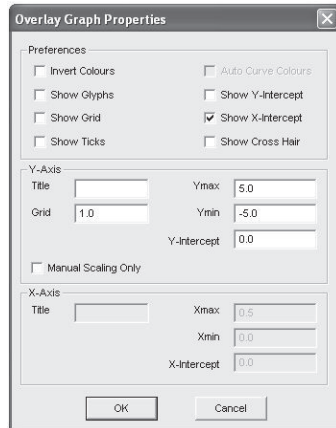 Overlay Graph Properties
Preferences
Invert Colours Auto Curve Colours
Show Glyphs Show Y-Intercept
Show Grid Show X-Intercept
Show Ticks Show Cross Hair
Y-Axis
Title Ymax 5.0
Grid 1.0 Ymin -5.0
Y-Intercept 0.0
Manual Scaling Only
X-Axis
Title Xmax 0.5
Xmin 0.0
X-Intercept 0.0
OK Cancel